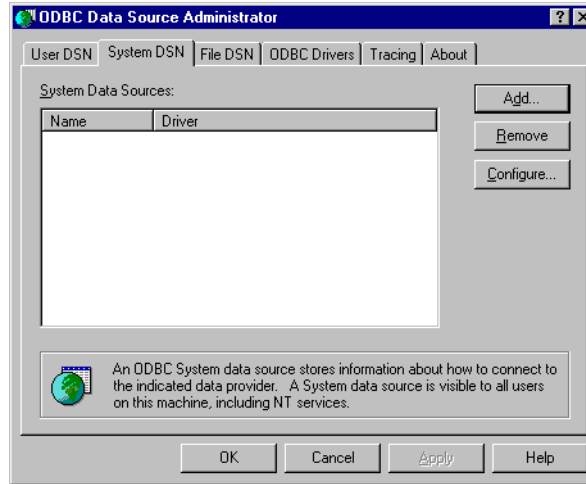 ODBC Data Source Administrator
User DSN System DSN File DSN ODBC Drivers Tracing About
System Data Sources:
Name Driver
Add...
Remove
Configure...
An ODBC System data source stores information about how to connect to
the indicated data provider. A System data source is visible to all users
on this machine, including NT services.
OK Cancel Apply Help